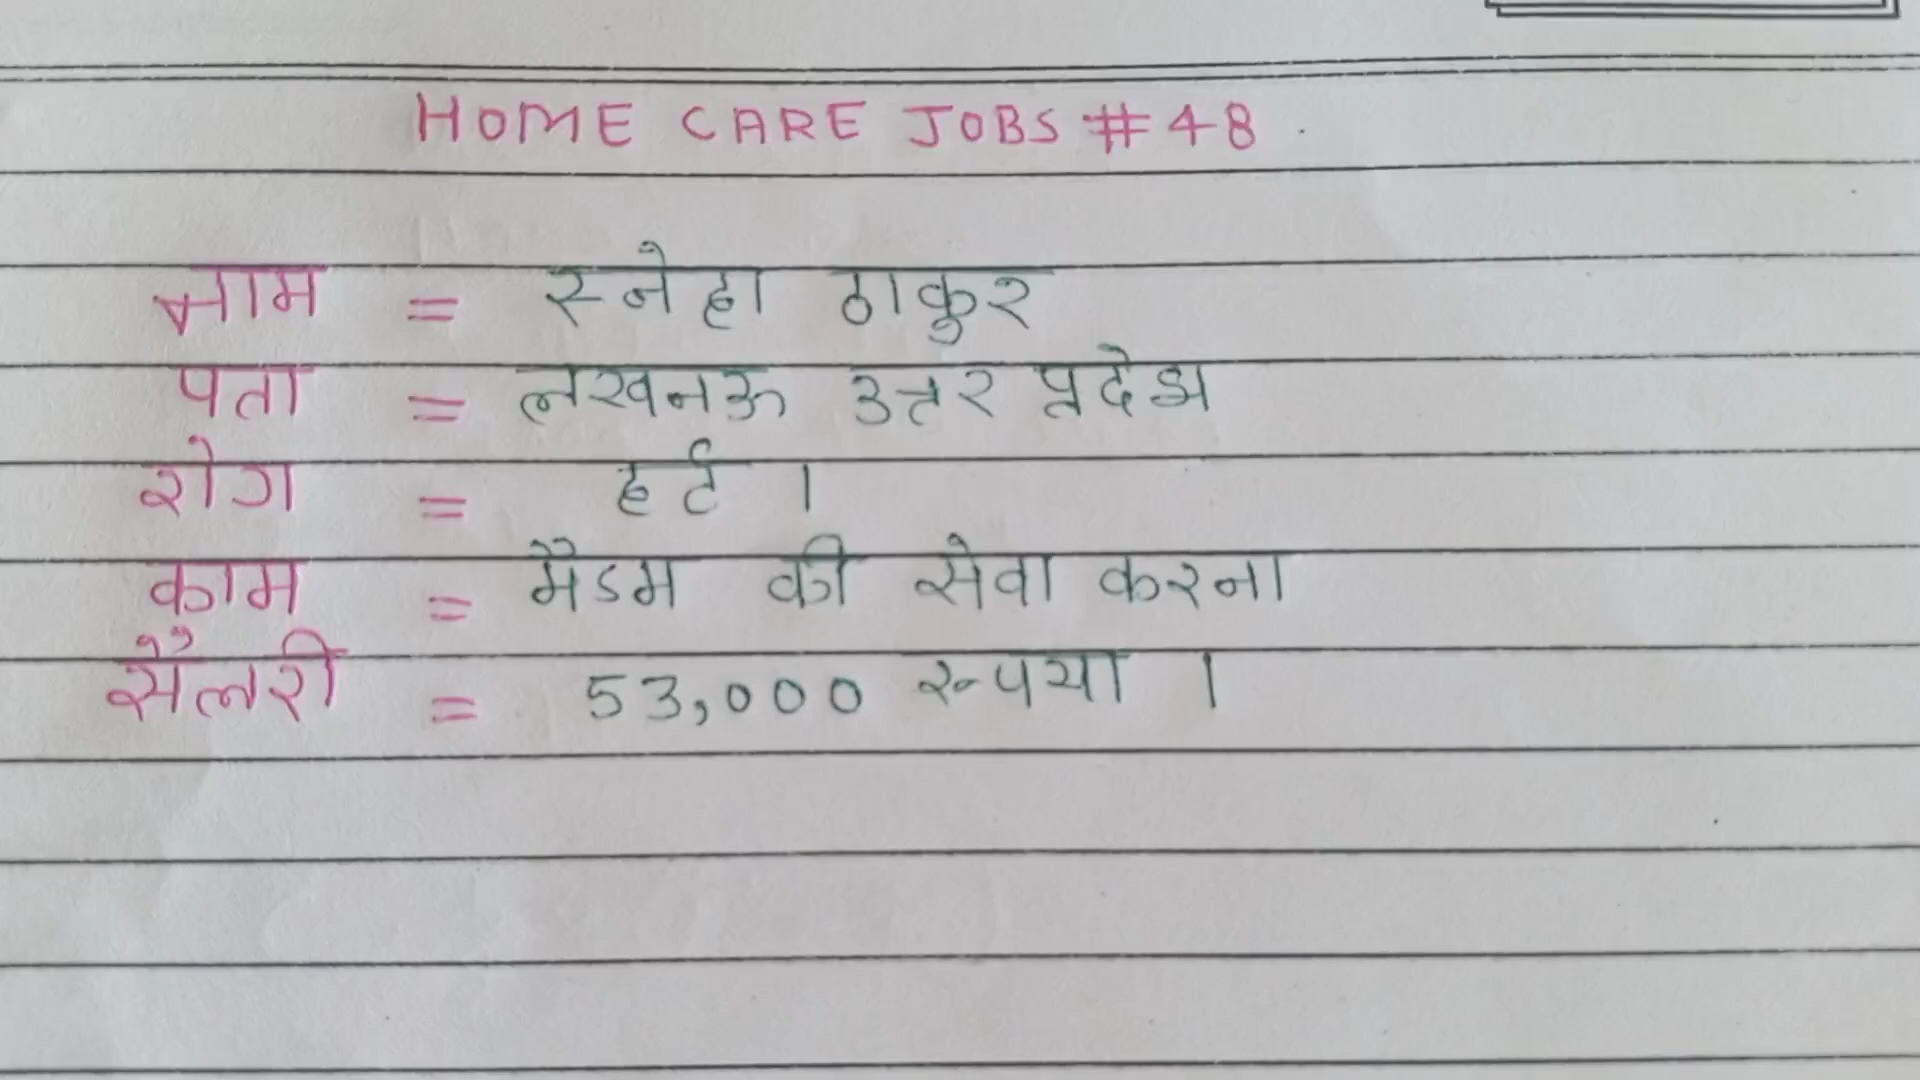 HOME CARE JOBS #48
नाम = स्नेहा ठाकुर
पता = लखनऊ उत्तर प्रदेश
रोग = हर्ट ।
काम = मैडम की सेवा करना
सैलरी = 53,000 रूपया ।